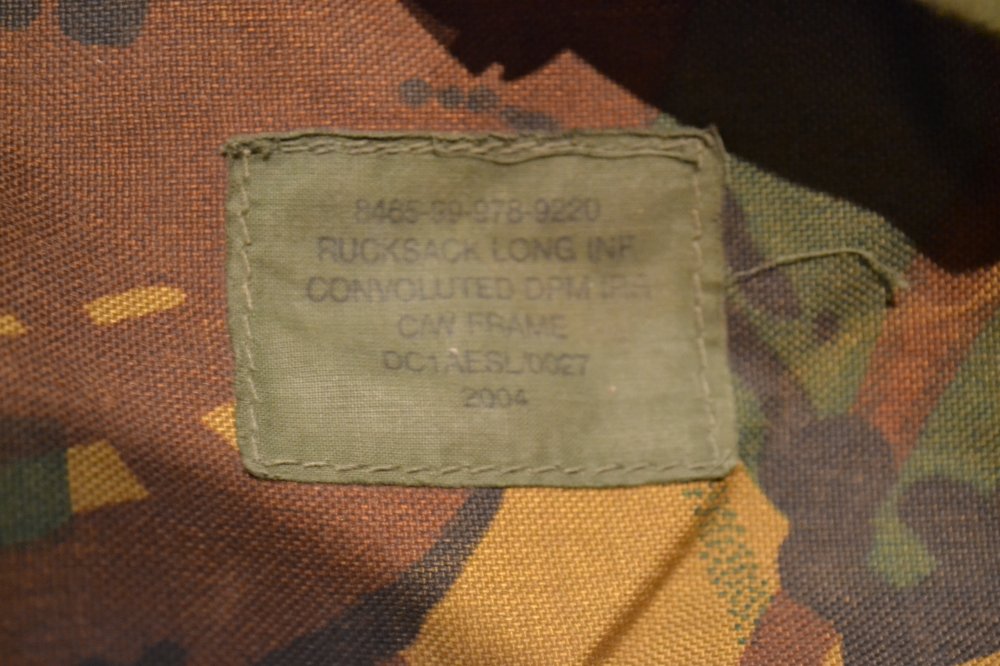 8465-99-978-9220
RUCKSACK LONG INF
CONVOLUTED DPM IRR
C/W FRAME
DC1AESL/0027
2004